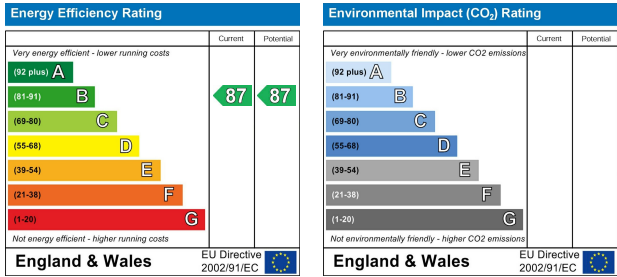 Energy Efficiency Rating
Current Potential
Very energy efficient - lower running costs
(92 plus) A
(81-91) B 87 87
(69-80) C
(55-68) D
(39-54) E
(21-38) F
(1-20) G
Not energy efficient - higher running costs
England & Wales
EU Directive
2002/91/EC
Environmental Impact (CO2) Rating
Current Potential
Very environmentally friendly - lower CO2 emissions
(92 plus) A
(81-91) B
(69-80) C
(55-68) D
(39-54) E
(21-38) F
(1-20) G
Not environmentally friendly - higher CO2 emissions
England & Wales
EU Directive
2002/91/EC